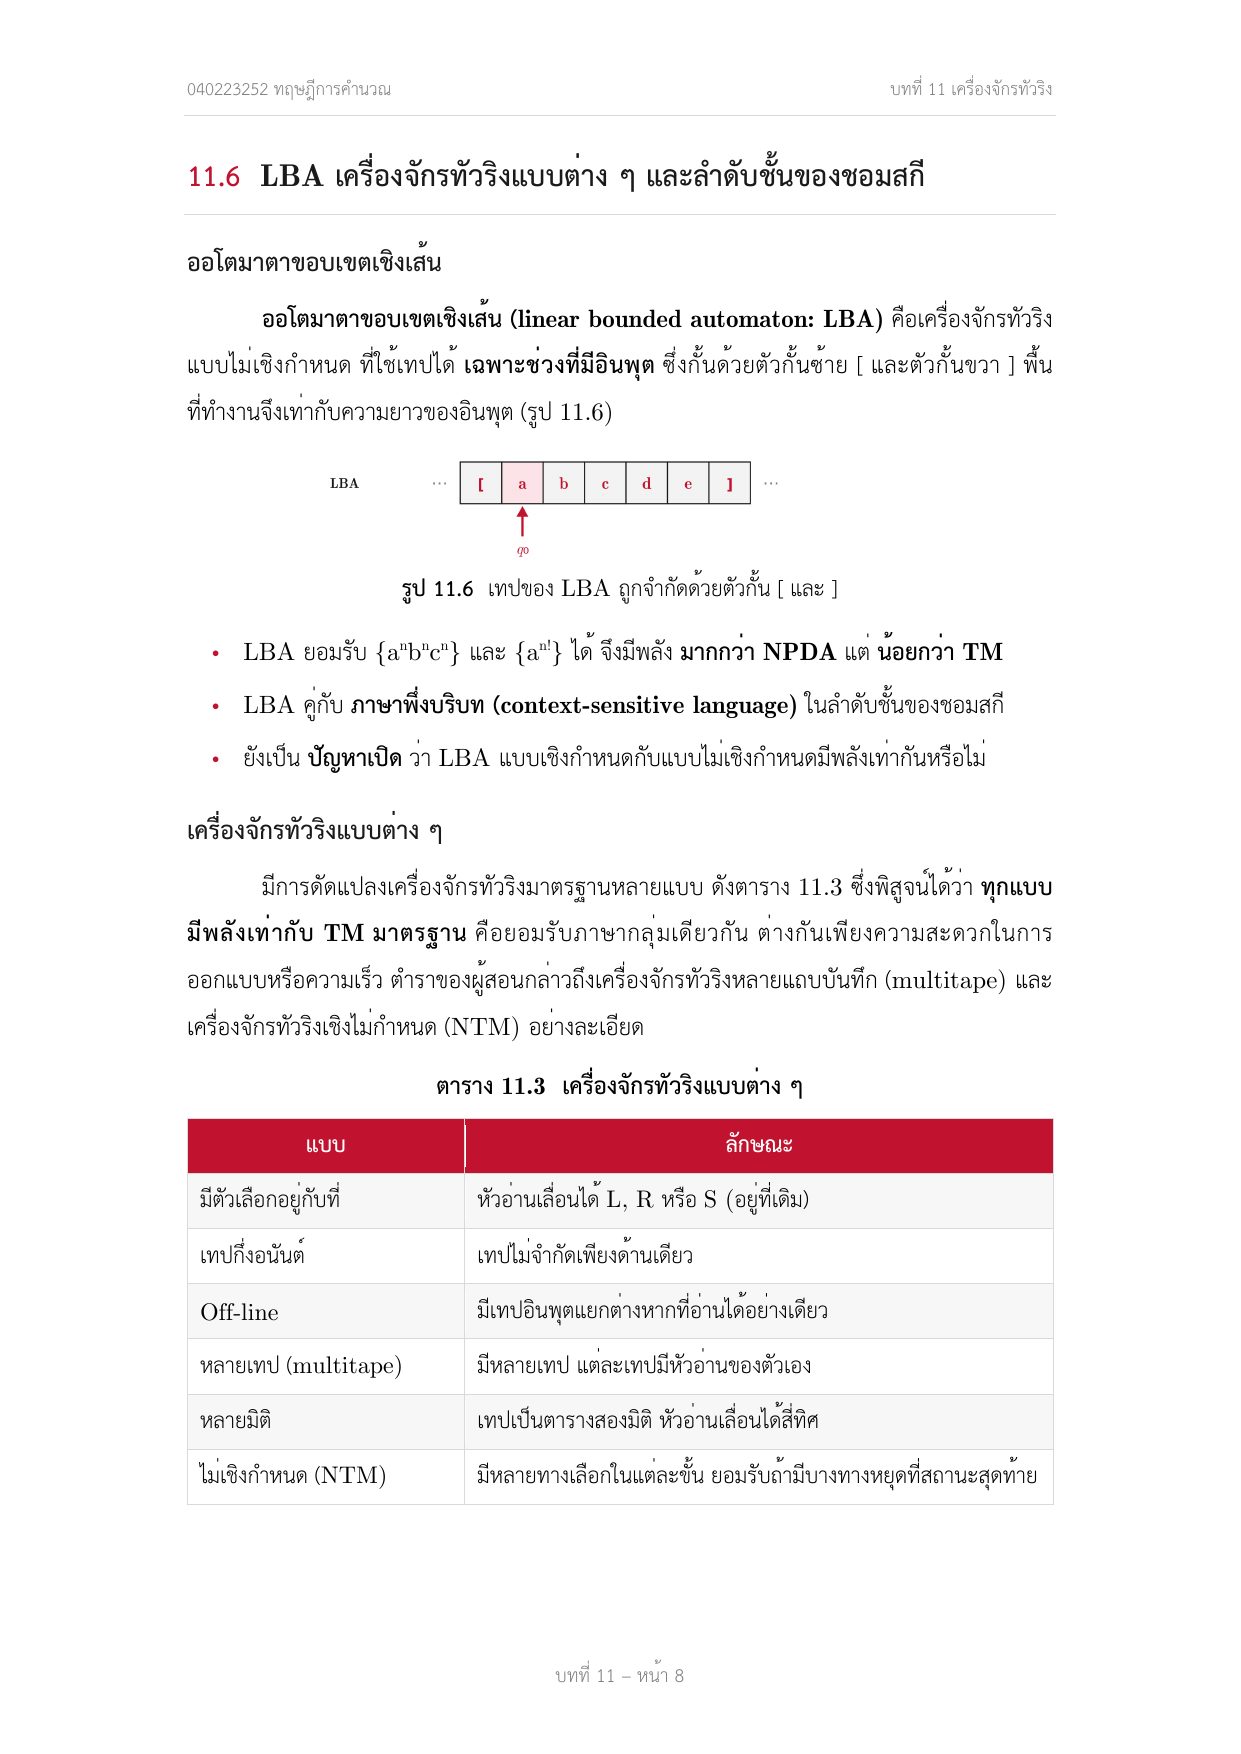 040223252 ทฤษฎีการคำนวณ
บทที่ 11 เครื่องจักรทัวริง
11.6 LBA เครื่องจักรทัวริงแบบต่าง ๆ และลำดับชั้นของชอมสกี
ออโตมาตาขอบเขตเชิงเส้น
ออโตมาตาขอบเขตเชิงเส้น (linear bounded automaton: LBA) คือเครื่องจักรทัวริง
แบบไม่เชิงกำหนด ที่ใช้เทปได้ เฉพาะช่วงที่มีอินพุต ซึ่งกั้นด้วยตัวกั้นซ้าย [ และตัวกั้นขวา ] พื้น
ที่ทำงานจึงเท่ากับความยาวของอินพุต (รูป 11.6)
LBA ⋯ [ a b c d e ] ⋯
q0
รูป 11.6 เทปของ LBA ถูกจำกัดด้วยตัวกั้น [ และ ]
• LBA ยอมรับ {aⁿbⁿcⁿ} และ {aⁿ!} ได้ จึงมีพลัง มากกว่า NPDA แต่ น้อยกว่า TM
• LBA คู่กับ ภาษาพึ่งบริบท (context-sensitive language) ในลำดับชั้นของชอมสกี
• ยังเป็น ปัญหาเปิด ว่า LBA แบบเชิงกำหนดกับแบบไม่เชิงกำหนดมีพลังเท่ากันหรือไม่
เครื่องจักรทัวริงแบบต่าง ๆ
มีการดัดแปลงเครื่องจักรทัวริงมาตรฐานหลายแบบ ดังตาราง 11.3 ซึ่งพิสูจน์ได้ว่า ทุกแบบ
มีพลังเท่ากับ TM มาตรฐาน คือยอมรับภาษากลุ่มเดียวกัน ต่างกันเพียงความสะดวกในการ
ออกแบบหรือความเร็ว ตำราของผู้สอนกล่าวถึงเครื่องจักรทัวริงหลายแถบบันทึก (multitape) และ
เครื่องจักรทัวริงเชิงไม่กำหนด (NTM) อย่างละเอียด
ตาราง 11.3 เครื่องจักรทัวริงแบบต่าง ๆ
แบบ ลักษณะ
มีตัวเลือกอยู่กับที่ หัวอ่านเลื่อนได้ L, R หรือ S (อยู่ที่เดิม)
เทปกึ่งอนันต์ เทปไม่จำกัดเพียงด้านเดียว
Off-line มีเทปอินพุตแยกต่างหากที่อ่านได้อย่างเดียว
หลายเทป (multitape) มีหลายเทป แต่ละเทปมีหัวอ่านของตัวเอง
หลายมิติ เทปเป็นตารางสองมิติ หัวอ่านเลื่อนได้สี่ทิศ
ไม่เชิงกำหนด (NTM) มีหลายทางเลือกในแต่ละขั้น ยอมรับถ้ามีบางทางหยุดที่สถานะสุดท้าย
บทที่ 11 – หน้า 8